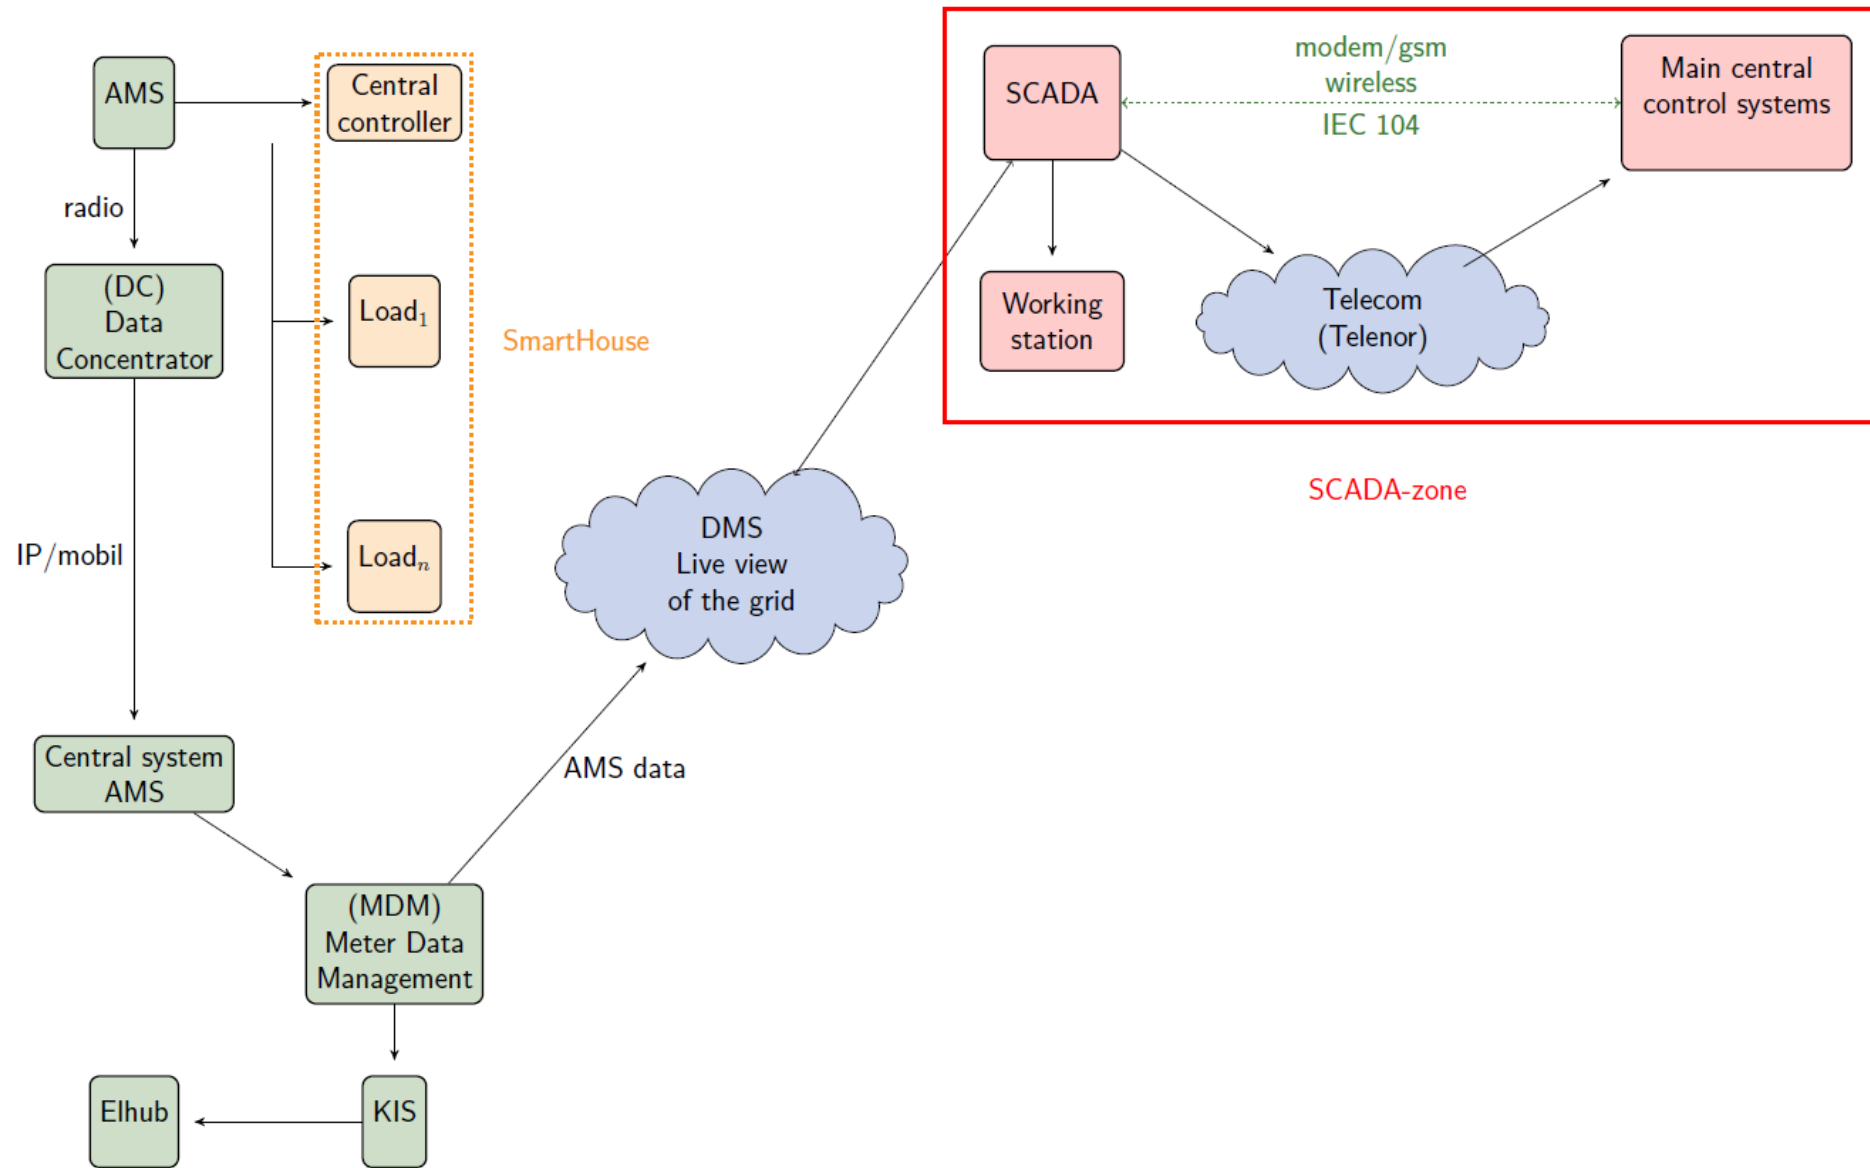 AMS
Central
controller
radio
(DC)
Data
Concentrator
Load₁
SmartHouse
Loadₙ
IP/mobil
Central system
AMS
(MDM)
Meter Data
Management
KIS
Elhub
AMS data
DMS
Live view
of the grid
SCADA
modem/gsm
wireless
IEC 104
Main central
control systems
Working
station
Telecom
(Telenor)
SCADA-zone